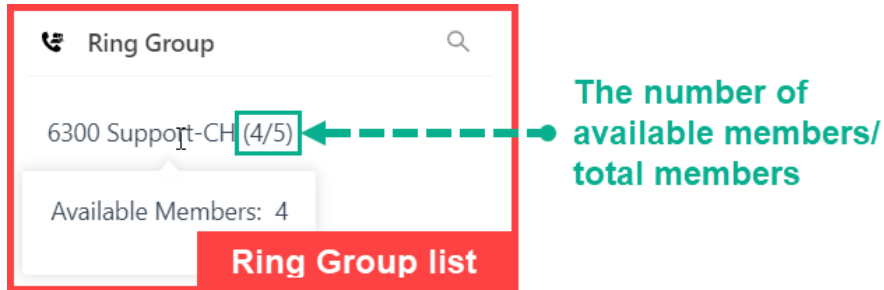 Ring Group
6300 Support-CH (4/5)
Available Members: 4
Ring Group list
The number of
available members/
total members